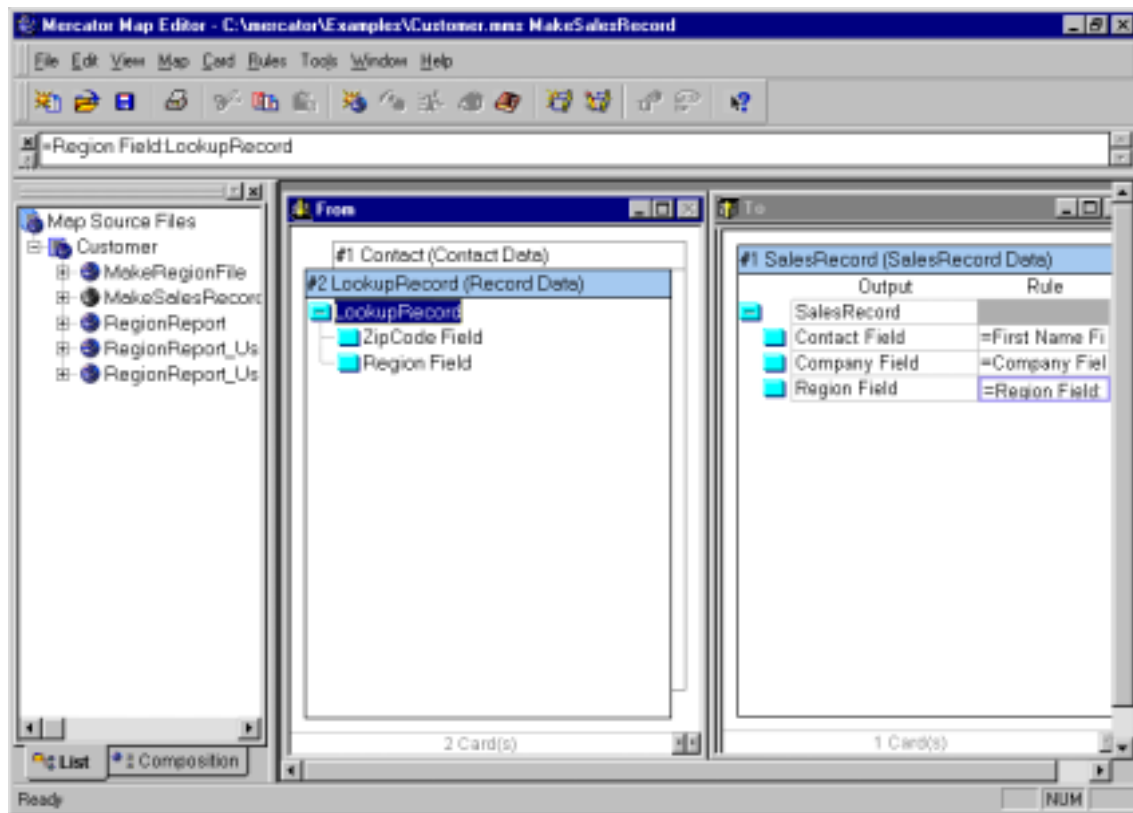 Mercator Map Editor - C:\mercator\Examples\Customer.mms MakeSalesRecord
File Edit View Map Card Rules Tools Window Help
=Region Field:LookupRecord
Map Source Files
Customer
MakeRegionFile
MakeSalesRecord
RegionReport
RegionReport_Us
RegionReport_Us
List
Composition
From
#1 Contact (Contact Data)
#2 LookupRecord (Record Data)
LookupRecord
ZipCode Field
Region Field
2 Card(s)
To
#1 SalesRecord (SalesRecord Data)
Output Rule
SalesRecord
Contact Field =First Name Fi
Company Field =Company Fiel
Region Field =Region Field:
1 Card(s)
Ready
NUM